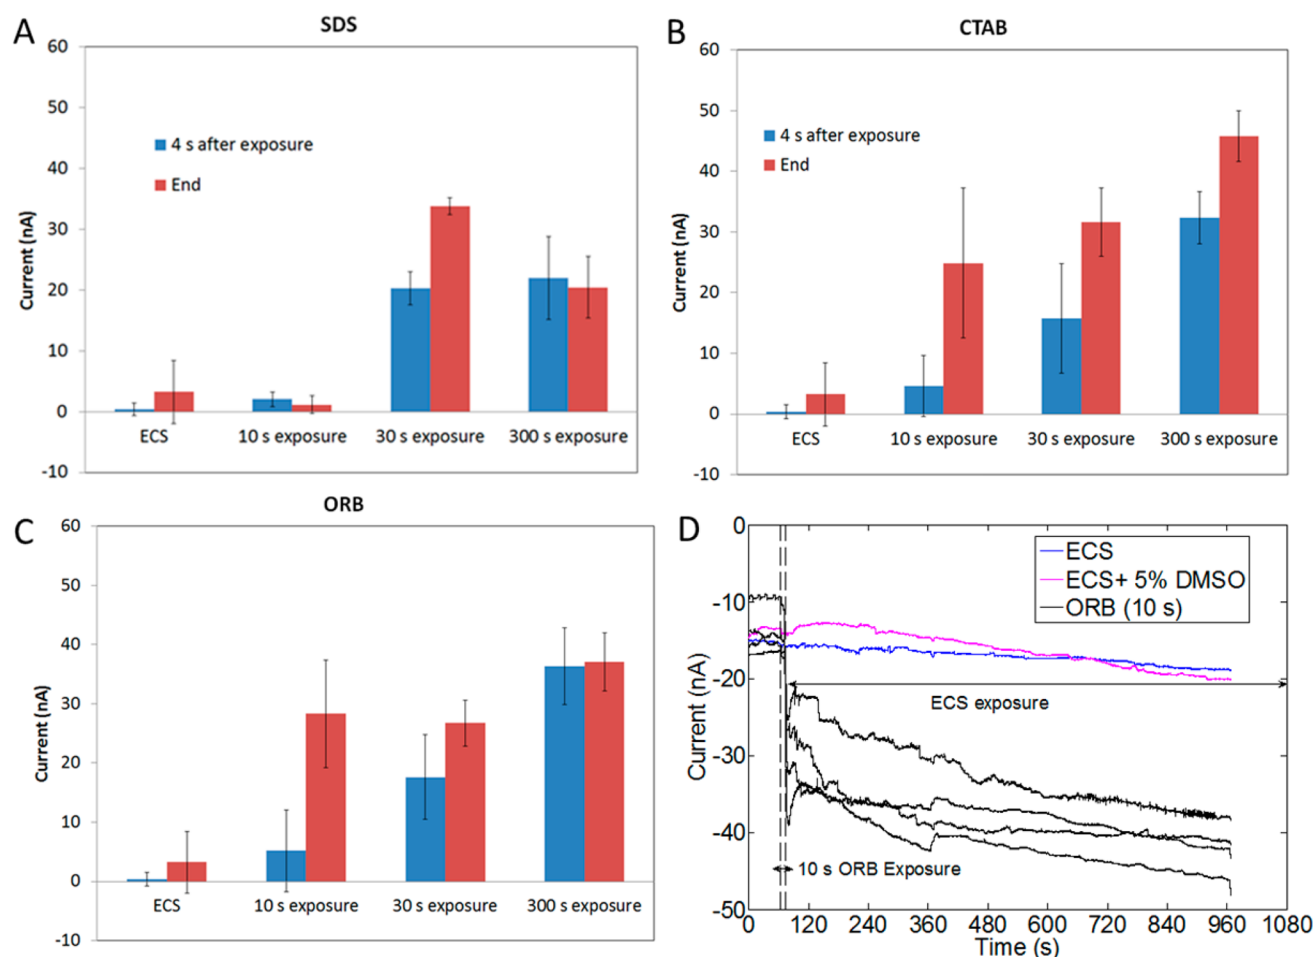 A
SDS
60
50
40
30
20
10
0
-10
Current (nA)
4 s after exposure
End
ECS
10 s exposure
30 s exposure
300 s exposure
B
CTAB
60
50
40
30
20
10
0
-10
Current (nA)
4 s after exposure
End
ECS
10 s exposure
30 s exposure
300 s exposure
C
ORB
60
50
40
30
20
10
0
-10
Current (nA)
ECS
10 s exposure
30 s exposure
300 s exposure
D
0
-10
-20
-30
-40
-50
Current (nA)
ECS
ECS+ 5% DMSO
ORB (10 s)
ECS exposure
10 s ORB Exposure
0 120 240 360 480 600 720 840 960 1080
Time (s)